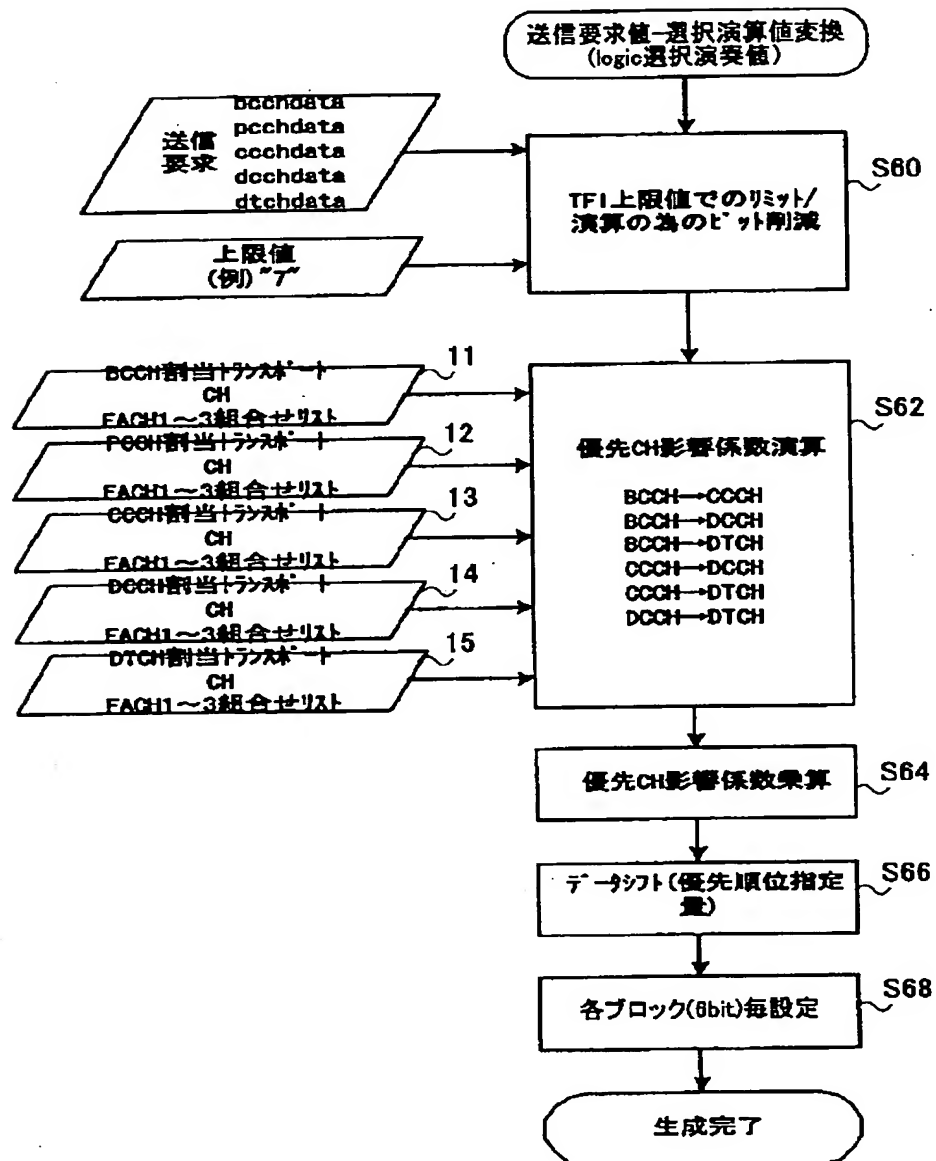 送信要求値-選択演算値変換
(logic選択演奏値)
bcchdata
pcchdata
ccchdata
dcchdata
dtchdata
送信
要求
S60
TFI上限値でのリミット/
演算の為のビット削減
上限値
(例)"7"
11
BCCH割当トランスポート
CH
FACH1～3組合せリスト
12
PCCH割当トランスポート
CH
FACH1～3組合せリスト
13
CCCH割当トランスポート
CH
FACH1～3組合せリスト
14
DCCH割当トランスポート
CH
FACH1～3組合せリスト
15
DTCH割当トランスポート
CH
FACH1～3組合せリスト
S62
優先CH影響係数演算
BCCH→CCCH
BCCH→DCCH
BCCH→DTCH
CCCH→DCCH
CCCH→DTCH
DCCH→DTCH
S64
優先CH影響係数乗算
S66
データシフト(優先順位指定
量)
S68
各ブロック(6bit)毎設定
生成完了